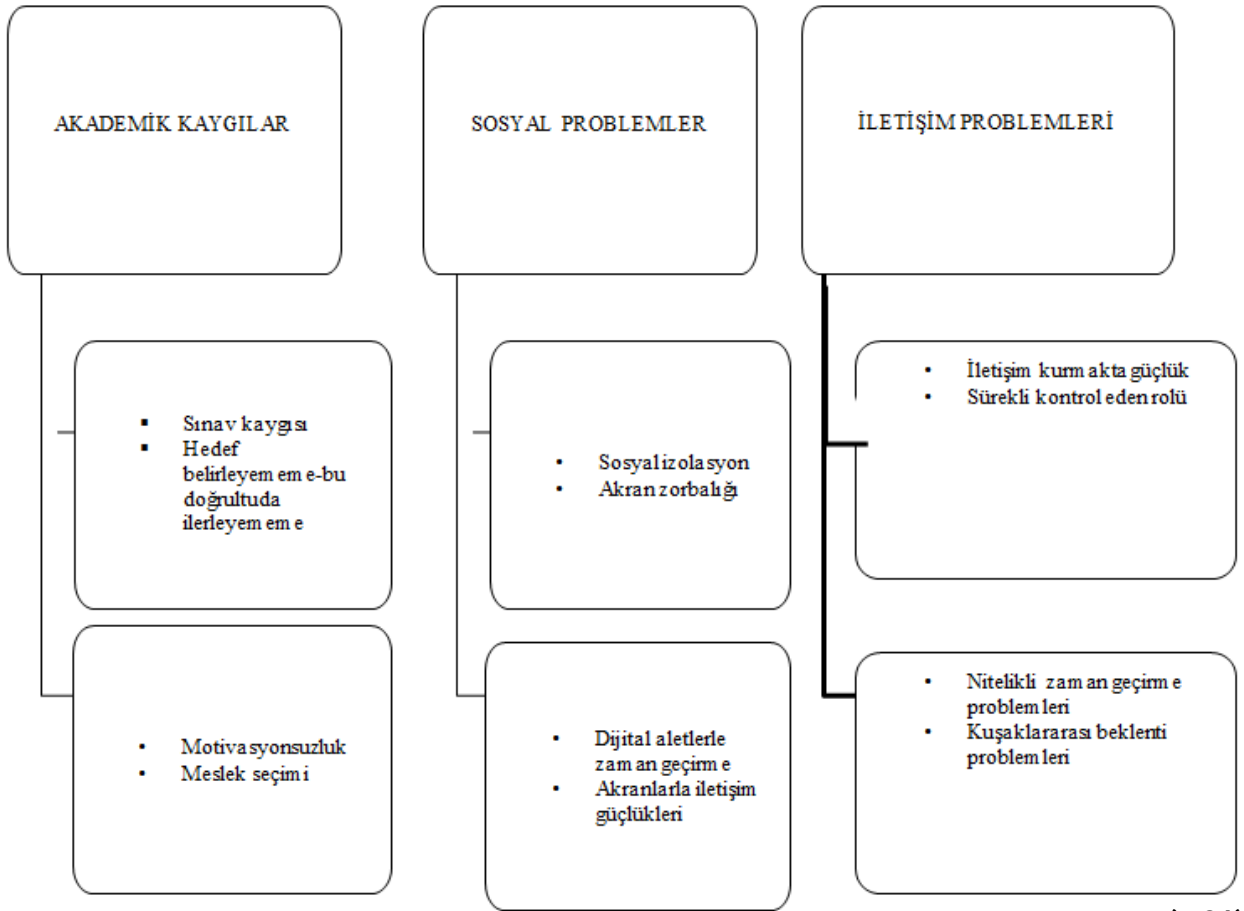 AKADEMİK KAYGILAR
▪ Sınav kaygısı
▪ Hedef
belirleyememe-bu
doğrultuda
ilerleyememe
• Motivasyonsuzluk
• Meslek seçimi
SOSYAL PROBLEMLER
• Sosyal izolasyon
• Akran zorbalığı
• Dijital aletlerle
zaman geçirme
• Akranlarla iletişim
güçlükleri
İLETİŞİM PROBLEMLERİ
• İletişim kurmakta güçlük
• Sürekli kontrol eden rolü
• Nitelikli zaman geçirme
problemleri
• Kuşaklararası beklenti
problemleri